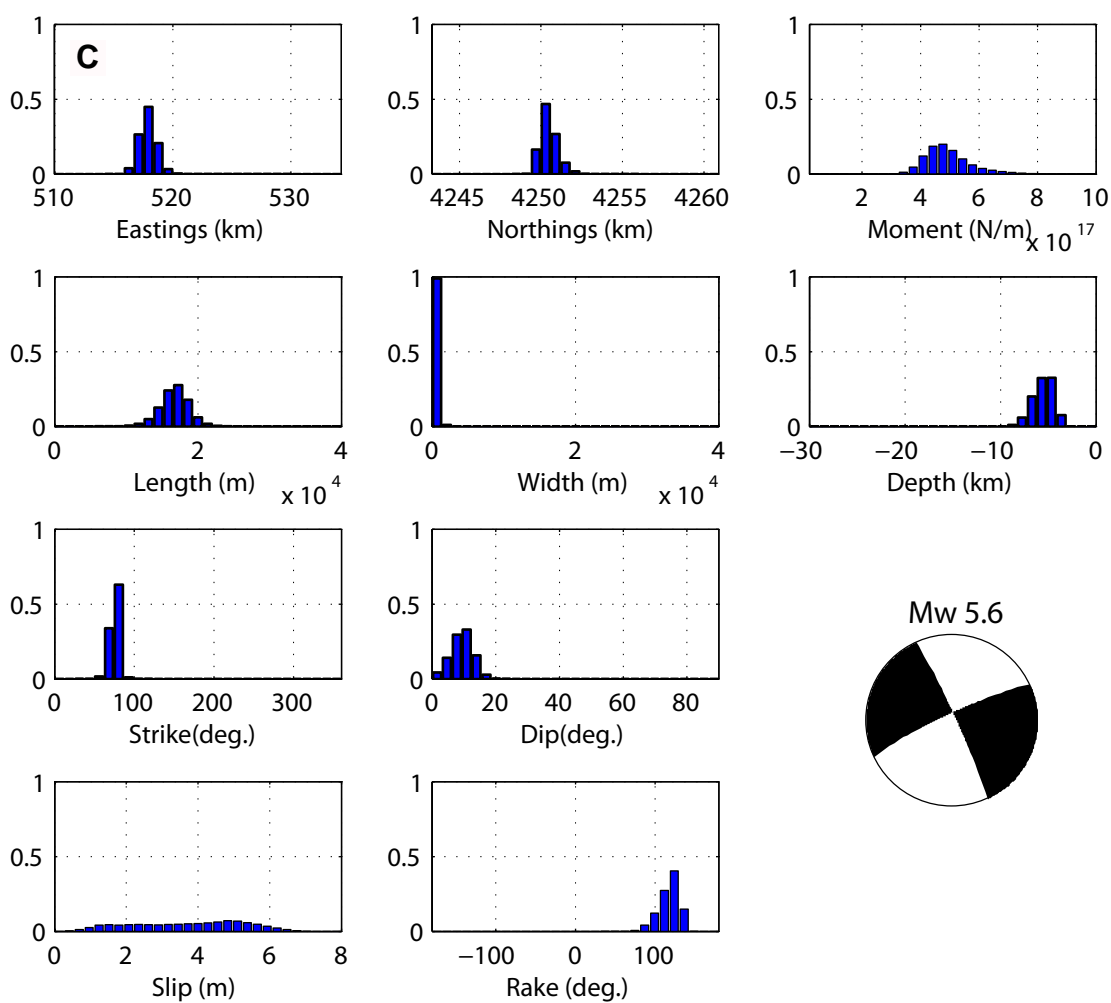 C
1
0.5
0
510 520 530
Eastings (km)
1
0.5
0
4245 4250 4255 4260
Northings (km)
1
0.5
0
2 4 6 8 10
Moment (N/m)
x 10 17
1
0.5
0
0 2 4
Length (m)
x 10 4
1
0.5
0
0 2 4
Width (m)
x 10 4
1
0.5
0
−30 −20 −10 0
Depth (km)
1
0.5
0
0 100 200 300
Strike(deg.)
1
0.5
0
0 20 40 60 80
Dip(deg.)
Mw 5.6
1
0.5
0
0 2 4 6 8
Slip (m)
1
0.5
0
−100 0 100
Rake (deg.)